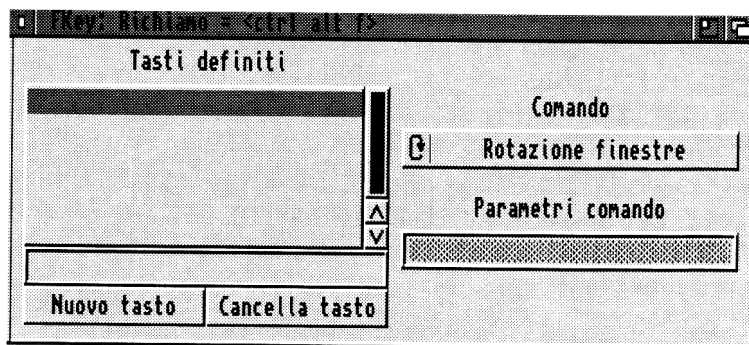 FKey: Richiamo = <ctrl alt f>
Tasti definiti
Comando
Rotazione finestre
Parametri comando
Nuovo tasto
Cancella tasto